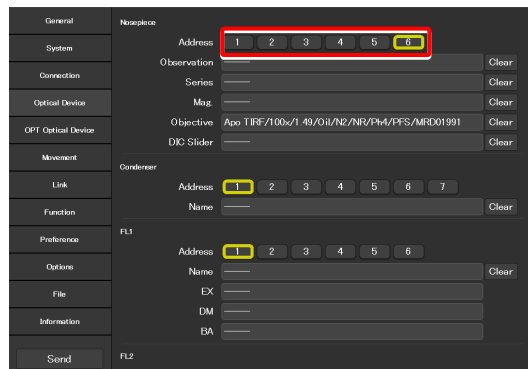 General
System
Connection
Optical Device
OPT Optical Device
Movement
Link
Function
Preference
Options
File
Information
Send
Nosepiece
Address 1 2 3 4 5 6
Observation —— Clear
Series —— Clear
Mag. —— Clear
Objective Apo TIRF/100x/1.49/Oil/N2/NR/Ph4/PFS/MRD01991 Clear
DIC Slider —— Clear
Condenser
Address 1 2 3 4 5 6 7
Name —— Clear
FL1
Address 1 2 3 4 5 6
Name —— Clear
EX ——
DM ——
BA ——
FL2